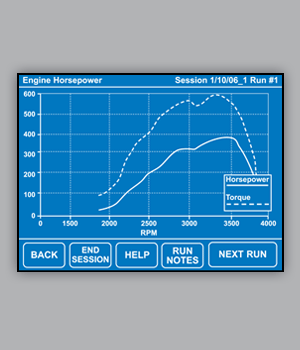 Engine Horsepower Session 1/10/06_1 Run #1
600
500
400
300
200
100
0
0 1500 2000 2500 3000 3500 4000
RPM
Horsepower
Torque
BACK
END
SESSION
HELP
RUN
NOTES
NEXT RUN